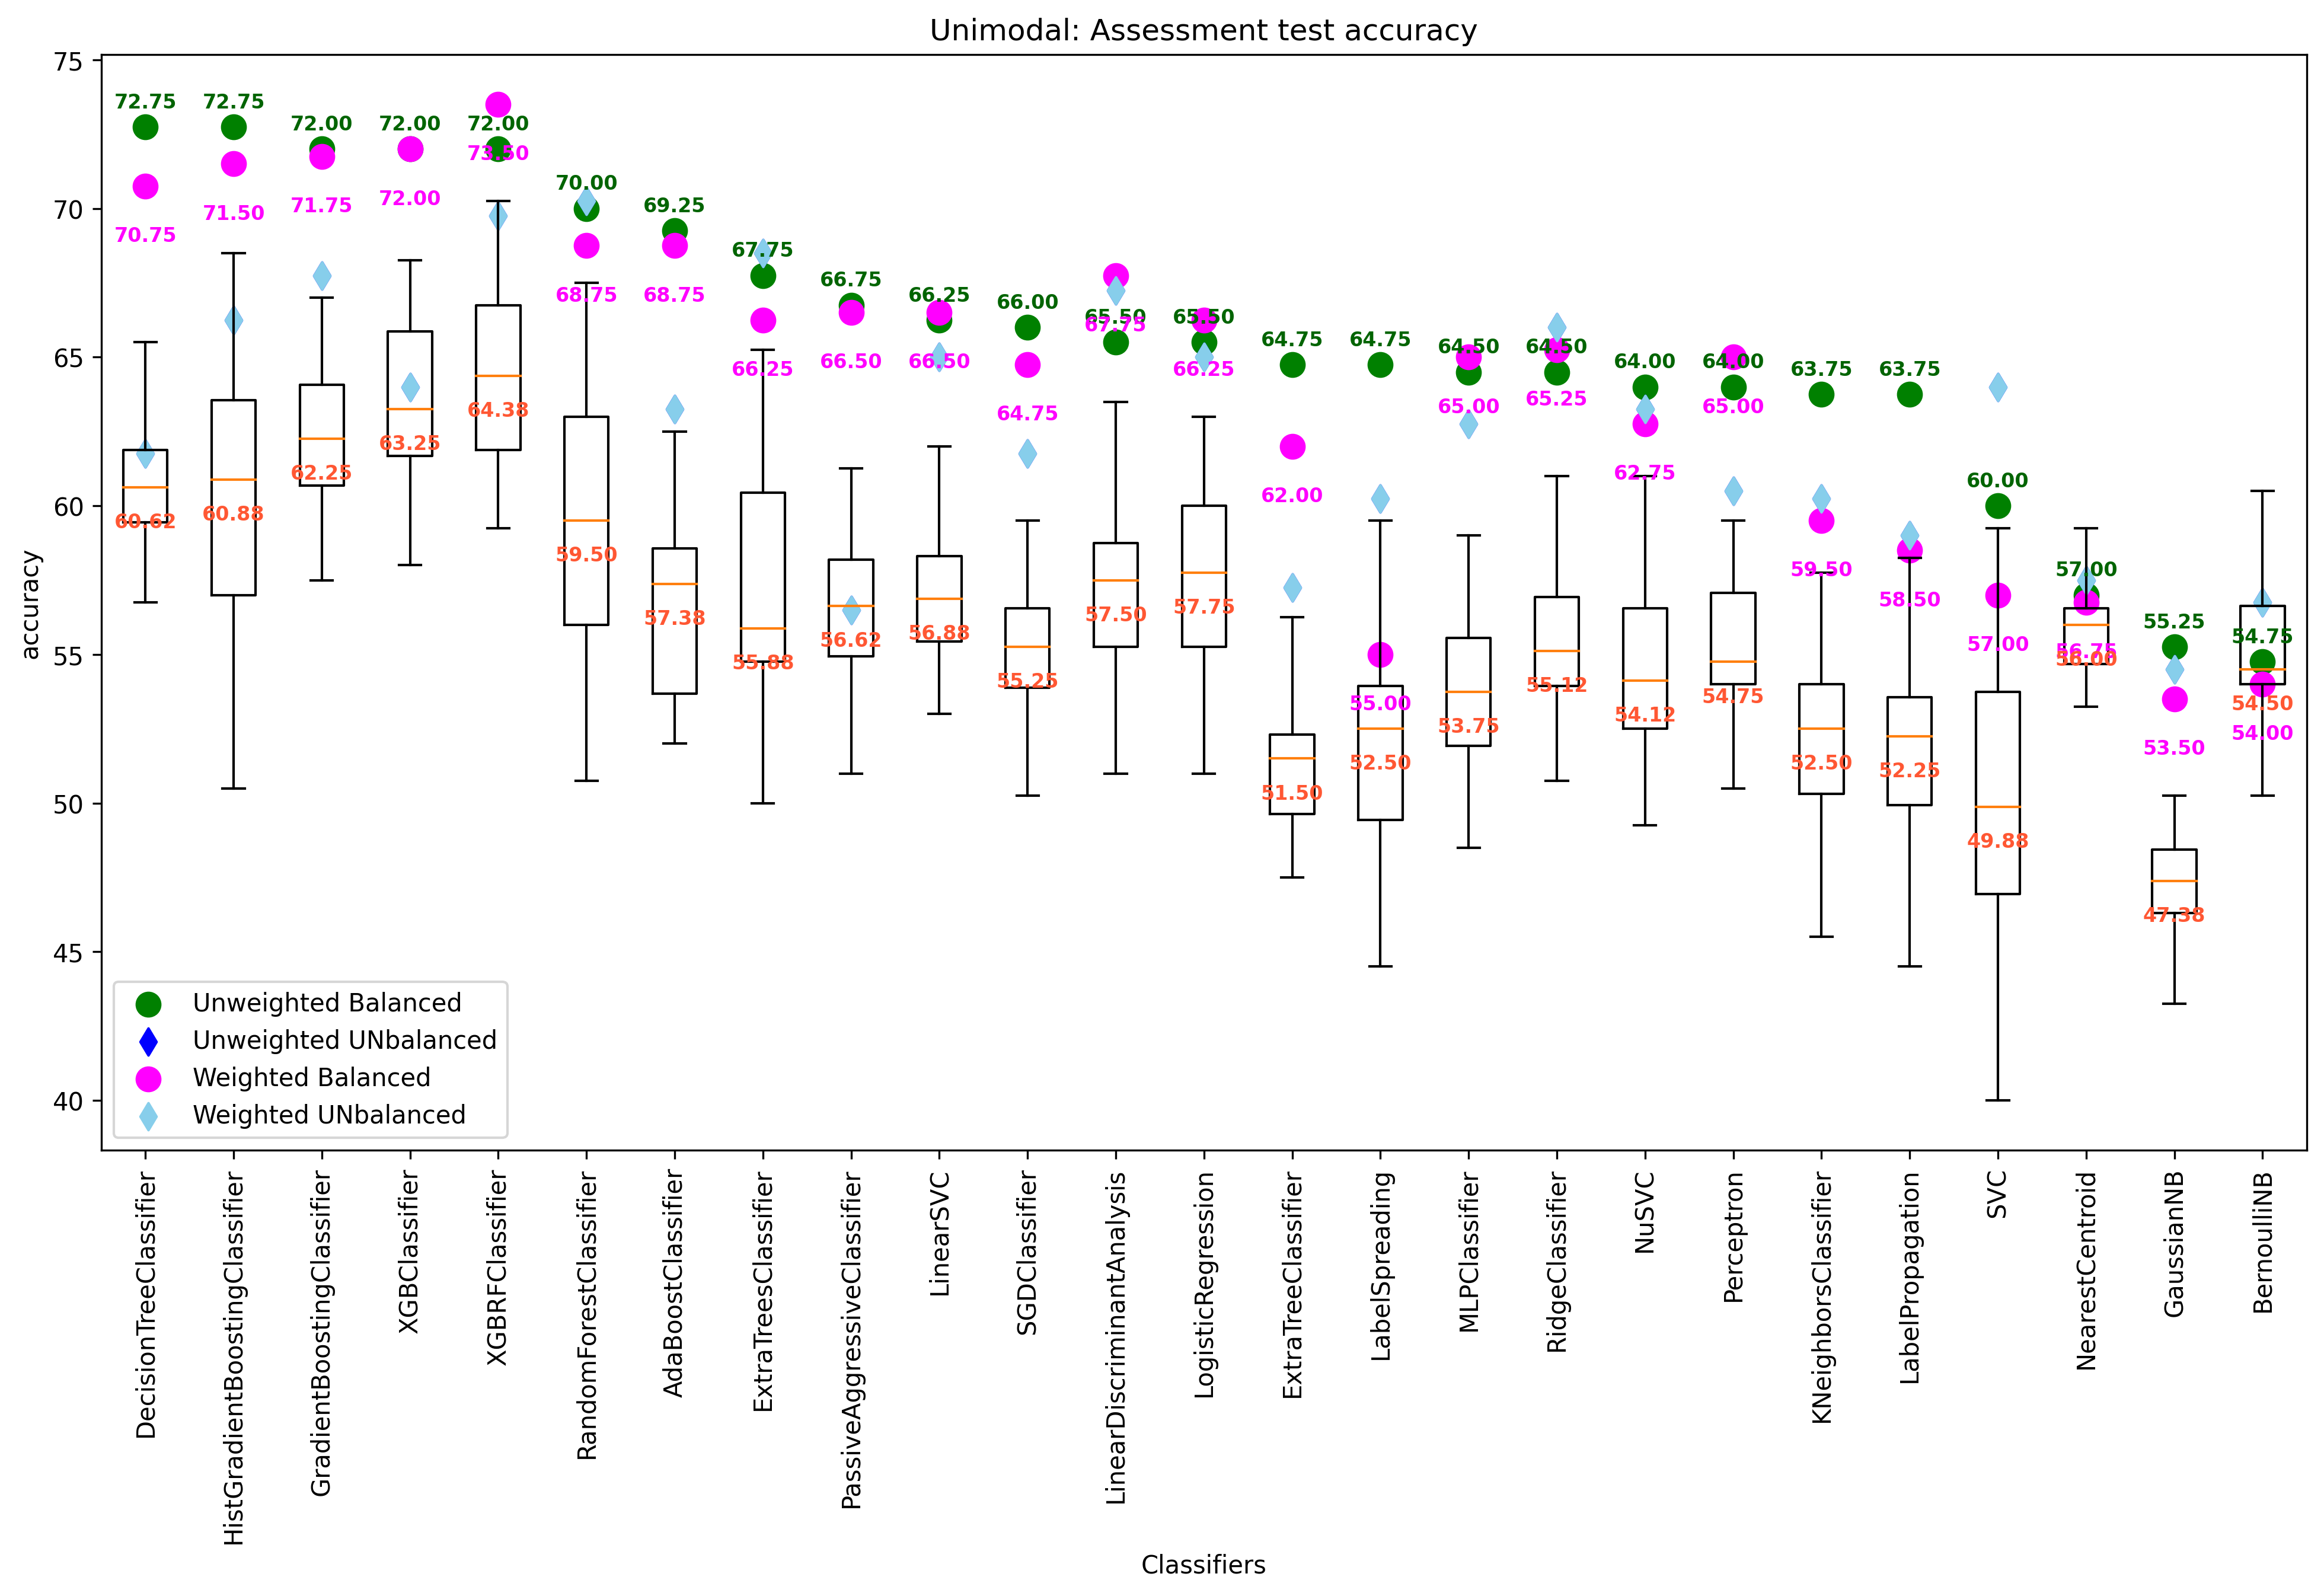 Unimodal: Assessment test accuracy
accuracy
75
70
65
60
55
50
45
40
72.75
72.75
72.00
72.00
72.00
70.00
69.25
67.75
66.75
66.25
66.00
65.50
65.50
64.75
64.75
64.50
64.50
64.00
64.00
63.75
63.75
60.00
57.00
55.25
54.75
70.75
71.50
71.75
72.00
73.50
68.75
68.75
66.25
66.50
66.50
64.75
67.75
66.25
62.00
55.00
65.00
65.25
62.75
65.00
59.50
58.50
57.00
56.75
53.50
54.00
60.62
60.88
62.25
63.25
64.38
59.50
57.38
55.88
56.62
56.88
55.25
57.50
57.75
51.50
52.50
53.75
55.12
54.12
54.75
52.50
52.25
49.88
56.00
47.38
54.50
Unweighted Balanced
Unweighted UNbalanced
Weighted Balanced
Weighted UNbalanced
DecisionTreeClassifier
HistGradientBoostingClassifier
GradientBoostingClassifier
XGBClassifier
XGBRFClassifier
RandomForestClassifier
AdaBoostClassifier
ExtraTreesClassifier
PassiveAggressiveClassifier
LinearSVC
SGDClassifier
LinearDiscriminantAnalysis
LogisticRegression
ExtraTreeClassifier
LabelSpreading
MLPClassifier
RidgeClassifier
NuSVC
Perceptron
KNeighborsClassifier
LabelPropagation
SVC
NearestCentroid
GaussianNB
BernoulliNB
Classifiers